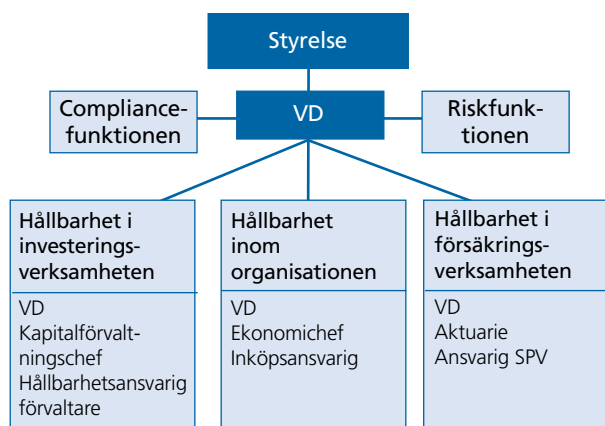 Styrelse
Compliance-
funktionen
VD
Riskfunk-
tionen
Hållbarhet i
investerings-
verksamheten
VD
Kapitalförvalt-
ningschef
Hållbarhetsansvarig
förvaltare
Hållbarhet
inom
organisationen
VD
Ekonomichef
Inköpsansvarig
Hållbarhet i
försäkrings-
verksamheten
VD
Aktuarie
Ansvarig SPV